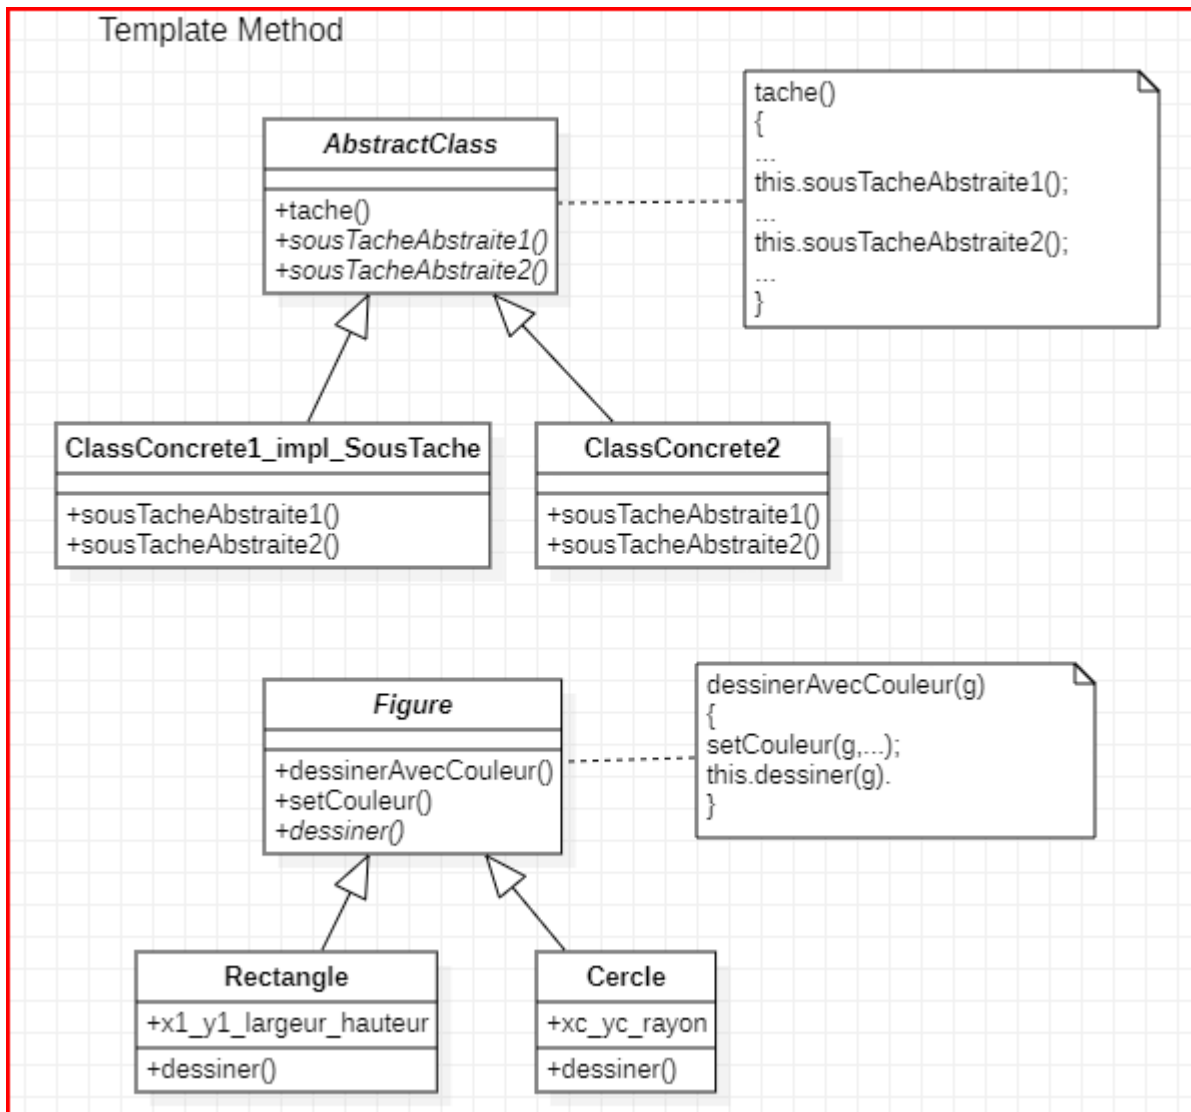 Template Method
AbstractClass
+tache()
+sousTacheAbstraite1()
+sousTacheAbstraite2()
tache()
{
...
this.sousTacheAbstraite1();
...
this.sousTacheAbstraite2();
...
}
ClassConcrete1_impl_SousTache
+sousTacheAbstraite1()
+sousTacheAbstraite2()
ClassConcrete2
+sousTacheAbstraite1()
+sousTacheAbstraite2()
Figure
+dessinerAvecCouleur()
+setCouleur()
+dessiner()
dessinerAvecCouleur(g)
{
setCouleur(g,...);
this.dessiner(g).
}
Rectangle
+x1_y1_largeur_hauteur
+dessiner()
Cercle
+xc_yc_rayon
+dessiner()